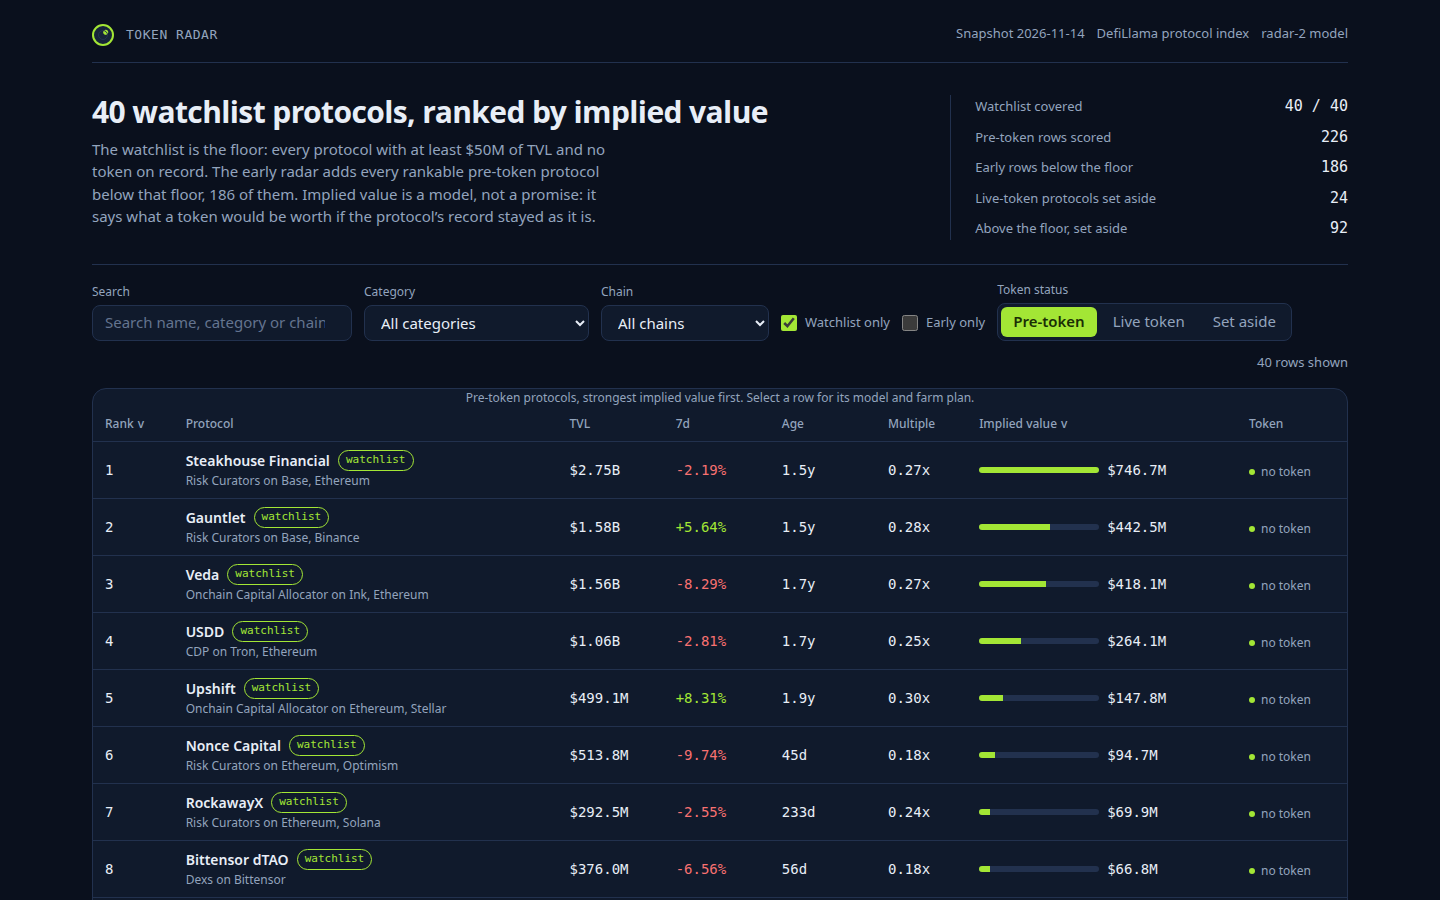 TOKEN RADAR
Snapshot 2026-11-14 DefiLlama protocol index radar-2 model
40 watchlist protocols, ranked by implied value
The watchlist is the floor: every protocol with at least $50M of TVL and no
token on record. The early radar adds every rankable pre-token protocol
below that floor, 186 of them. Implied value is a model, not a promise: it
says what a token would be worth if the protocol’s record stayed as it is.
Watchlist covered 40 / 40
Pre-token rows scored 226
Early rows below the floor 186
Live-token protocols set aside 24
Above the floor, set aside 92
Search Category Chain Token status
Search name, category or chain All categories All chains Watchlist only Early only Pre-token Live token Set aside
40 rows shown
Pre-token protocols, strongest implied value first. Select a row for its model and farm plan.
Rank v Protocol TVL 7d Age Multiple Implied value v Token
1 Steakhouse Financial watchlist $2.75B -2.19% 1.5y 0.27x $746.7M no token
Risk Curators on Base, Ethereum
2 Gauntlet watchlist $1.58B +5.64% 1.5y 0.28x $442.5M no token
Risk Curators on Base, Binance
3 Veda watchlist $1.56B -8.29% 1.7y 0.27x $418.1M no token
Onchain Capital Allocator on Ink, Ethereum
4 USDD watchlist $1.06B -2.81% 1.7y 0.25x $264.1M no token
CDP on Tron, Ethereum
5 Upshift watchlist $499.1M +8.31% 1.9y 0.30x $147.8M no token
Onchain Capital Allocator on Ethereum, Stellar
6 Nonce Capital watchlist $513.8M -9.74% 45d 0.18x $94.7M no token
Risk Curators on Ethereum, Optimism
7 RockawayX watchlist $292.5M -2.55% 233d 0.24x $69.9M no token
Risk Curators on Ethereum, Solana
8 Bittensor dTAO watchlist $376.0M -6.56% 56d 0.18x $66.8M no token
Dexs on Bittensor